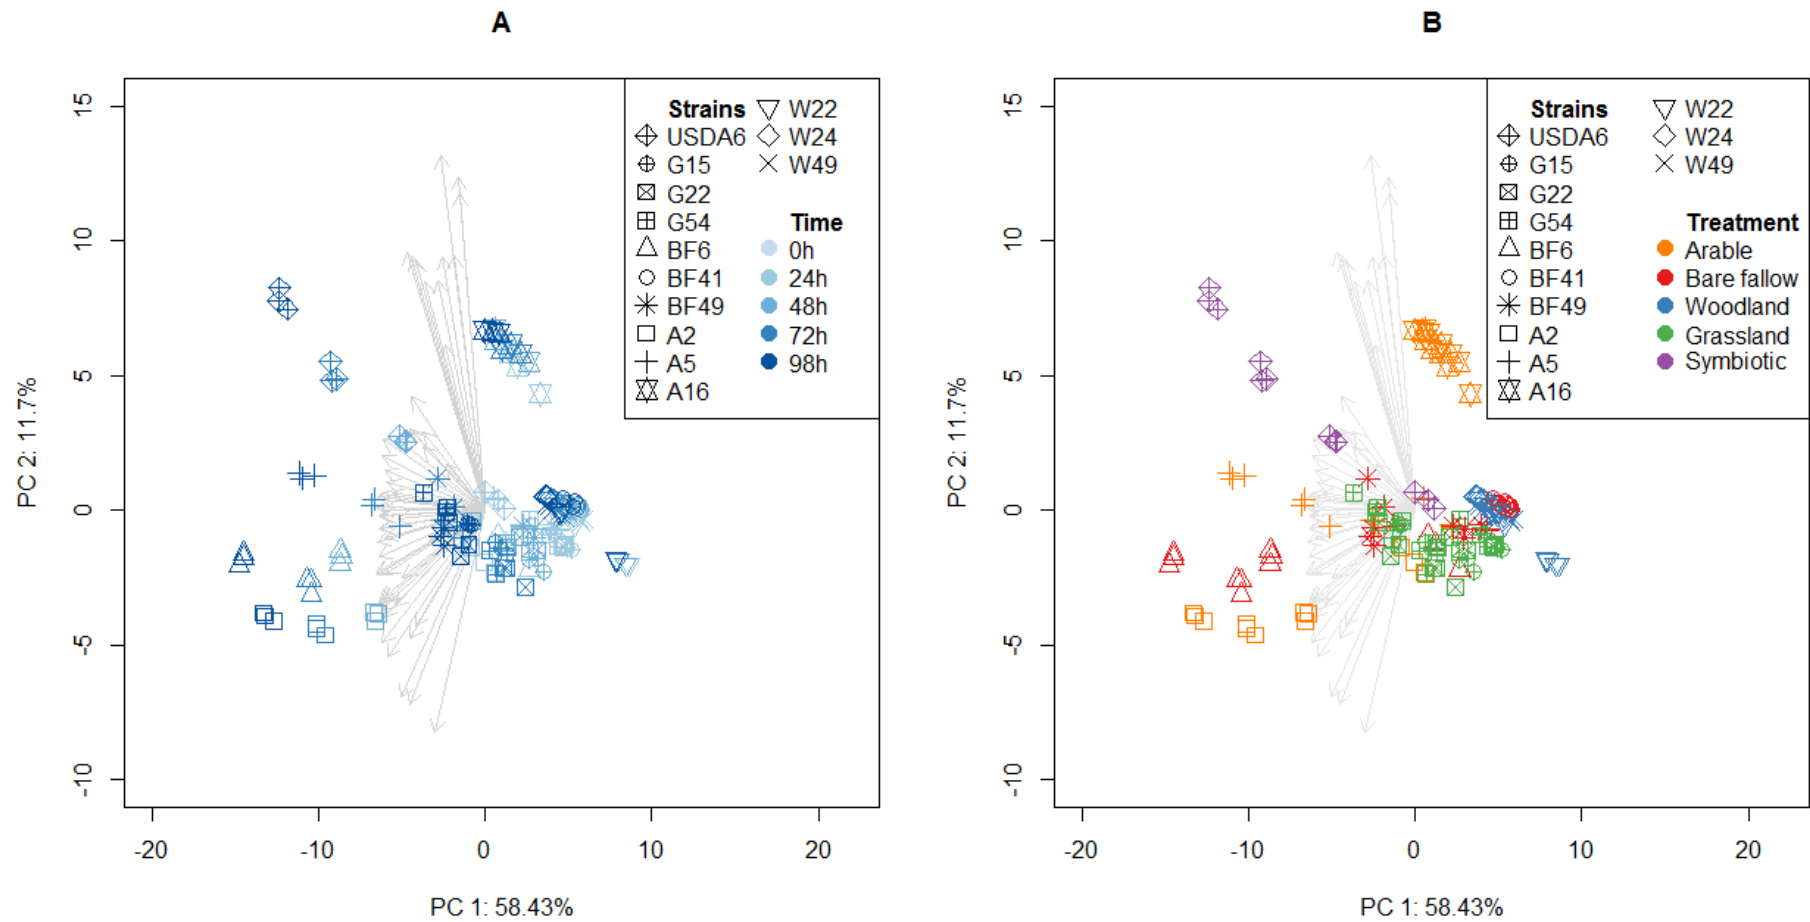 A
15
10
5
0
-5
-10
-20
-10
0
10
20
PC 2: 11.7%
PC 1: 58.43%
Strains
USDA6
G15
G22
G54
BF6
BF41
BF49
A2
A5
A16
W22
W24
W49
Time
0h
24h
48h
72h
98h
B
15
10
5
0
-5
-10
-20
-10
0
10
20
PC 2: 11.7%
PC 1: 58.43%
Strains
USDA6
G15
G22
G54
BF6
BF41
BF49
A2
A5
A16
W22
W24
W49
Treatment
Arable
Bare fallow
Woodland
Grassland
Symbiotic